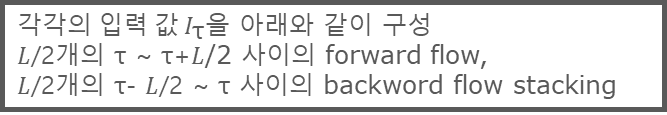 각각의 입력 값 Iτ을 아래와 같이 구성
L/2개의 τ ~ τ+L/2 사이의 forward flow,
L/2개의 τ- L/2 ~ τ 사이의 backword flow stacking